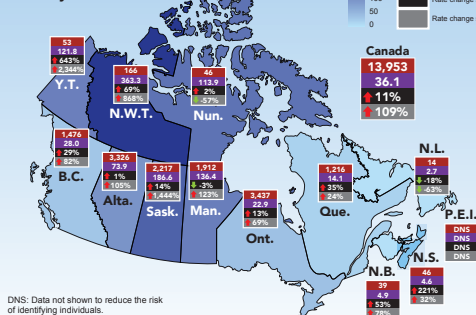 100
50
0
Rate change
Rate change
Canada
13,953
36.1
11%
109%
53
121.8
643%
2,344%
Y.T.
166
363.3
69%
868%
N.W.T.
46
113.9
2%
-57%
Nun.
1,476
28.0
29%
82%
B.C.
3,326
73.9
1%
105%
Alta.
2,217
186.6
14%
1,444%
Sask.
1,912
136.4
-3%
123%
Man.
3,437
22.9
13%
69%
Ont.
1,216
14.1
35%
24%
Que.
N.L.
14
2.7
-18%
-63%
P.E.I.
DNS
DNS
DNS
DNS
N.B.
39
4.9
53%
78%
N.S.
46
4.6
221%
32%
DNS: Data not shown to reduce the risk
of identifying individuals.